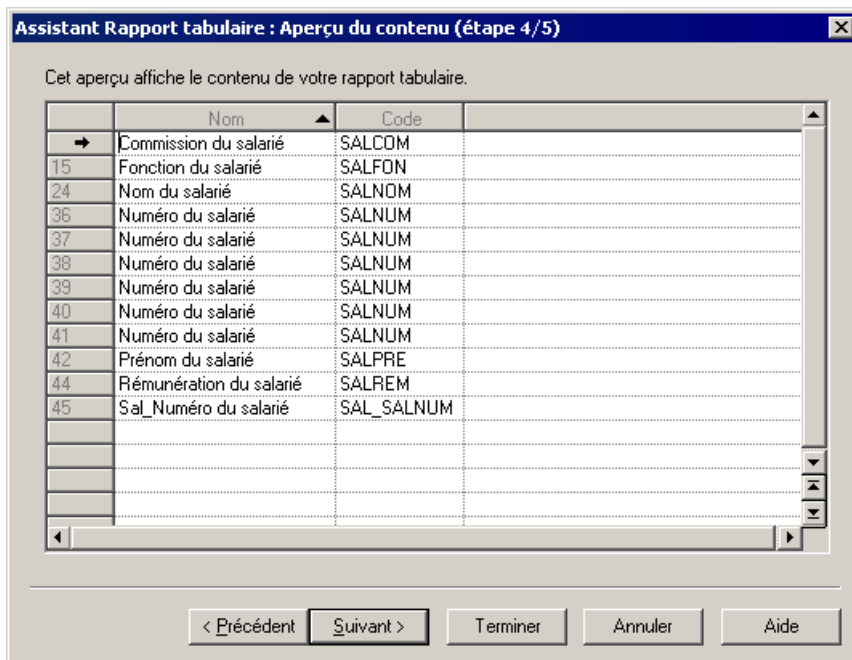 Assistant Rapport tabulaire : Aperçu du contenu (étape 4/5)
Cet aperçu affiche le contenu de votre rapport tabulaire.
Nom Code
Commission du salarié SALCOM
15 Fonction du salarié SALFON
24 Nom du salarié SALNOM
36 Numéro du salarié SALNUM
37 Numéro du salarié SALNUM
38 Numéro du salarié SALNUM
39 Numéro du salarié SALNUM
40 Numéro du salarié SALNUM
41 Numéro du salarié SALNUM
42 Prénom du salarié SALPRE
44 Rémunération du salarié SALREM
45 Sal_Numéro du salarié SAL_SALNUM
< Précédent Suivant > Terminer Annuler Aide